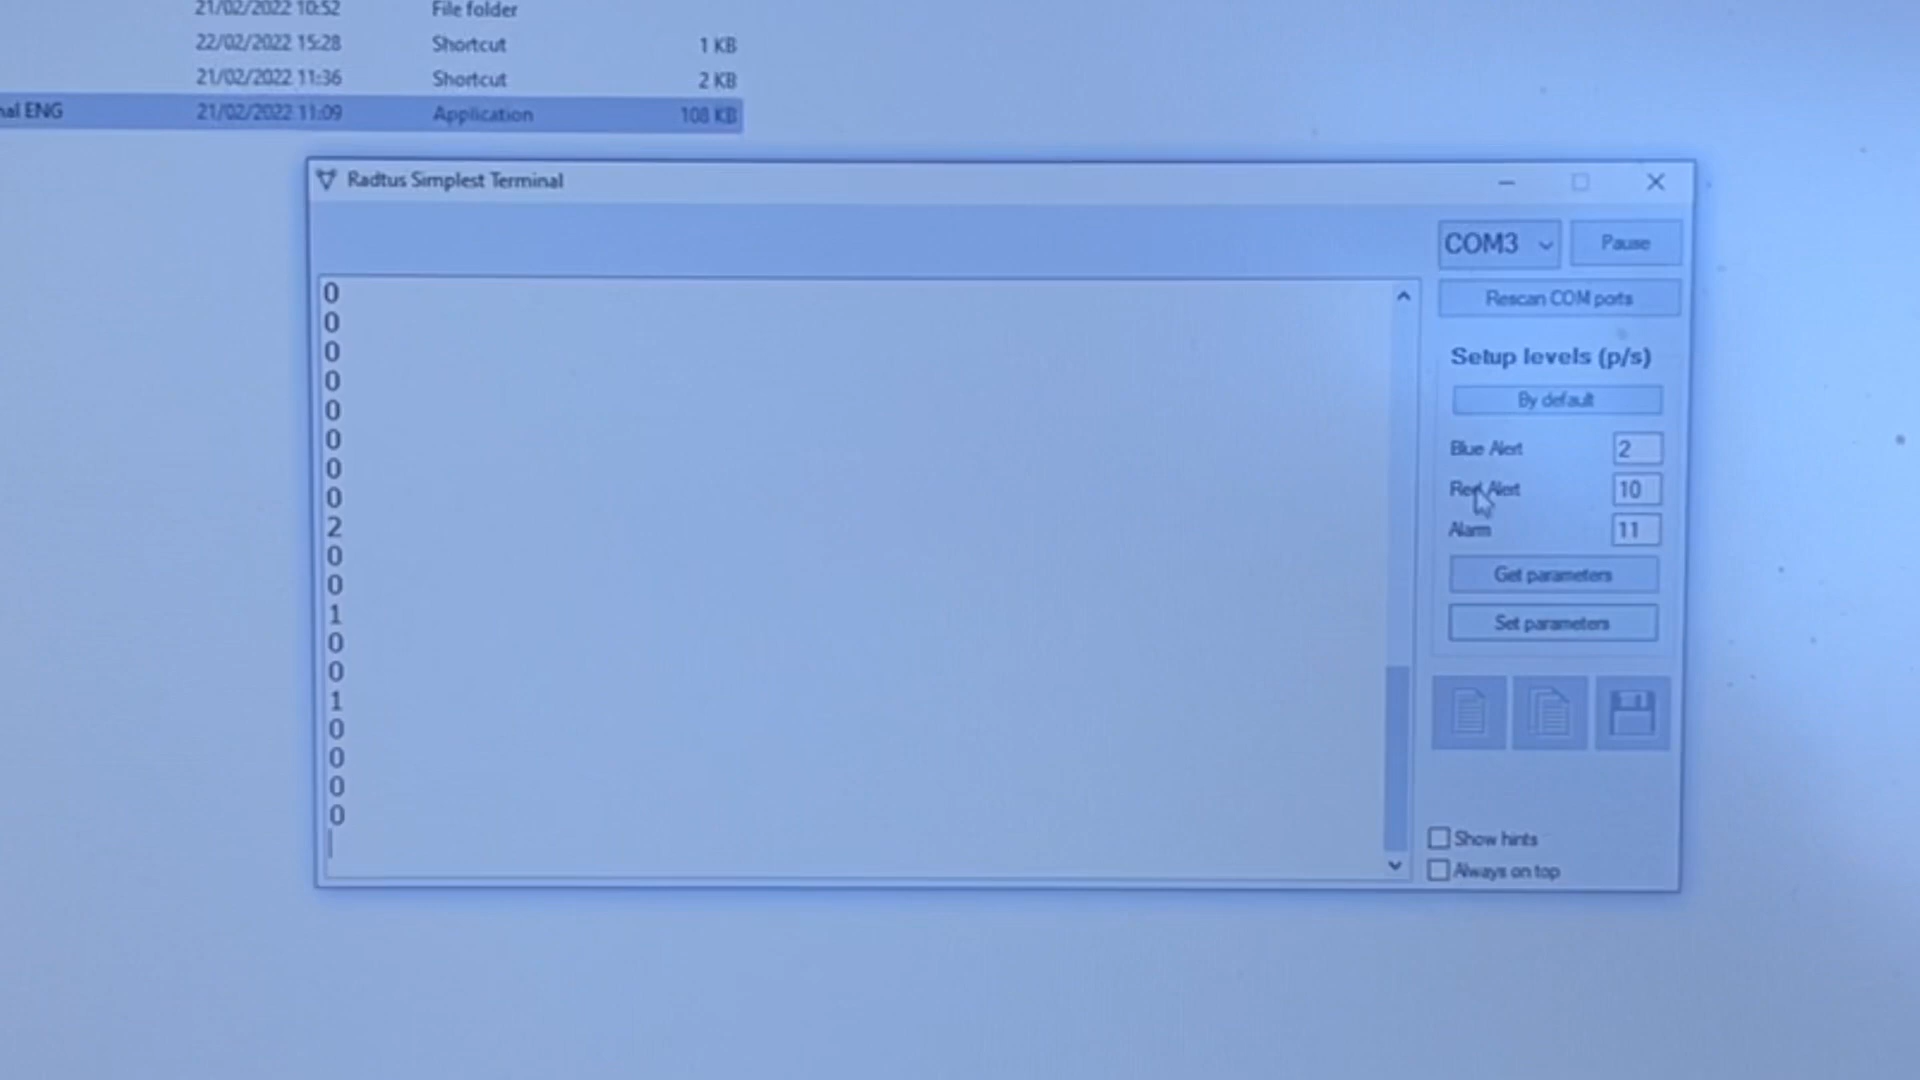 21/02/2022 10:52 File folder
22/02/2022 15:28 Shortcut 1 KB
21/02/2022 11:36 Shortcut 2 KB
nal ENG 21/02/2022 11:09 Application 108 KB
Radtus Simplest Terminal
COM3 Pause
Rescan COM ports
Setup levels (p/s)
By default
Blue Alert 2
Red Alert 10
Alarm 11
Get parameters
Set parameters
Show hints
Always on top
0
0
0
0
0
0
0
0
2
0
0
1
0
0
1
0
0
0
0